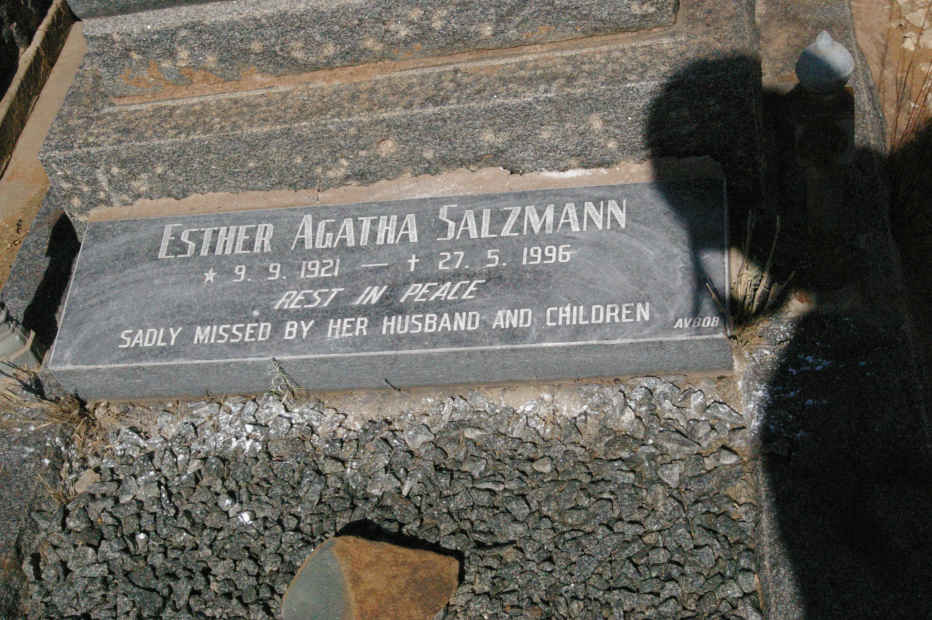 Esther Agatha Salzmann
* 9. 9. 1921 — † 27. 5. 1996
REST IN PEACE
SADLY MISSED BY HER HUSBAND AND CHILDREN
AVBOB